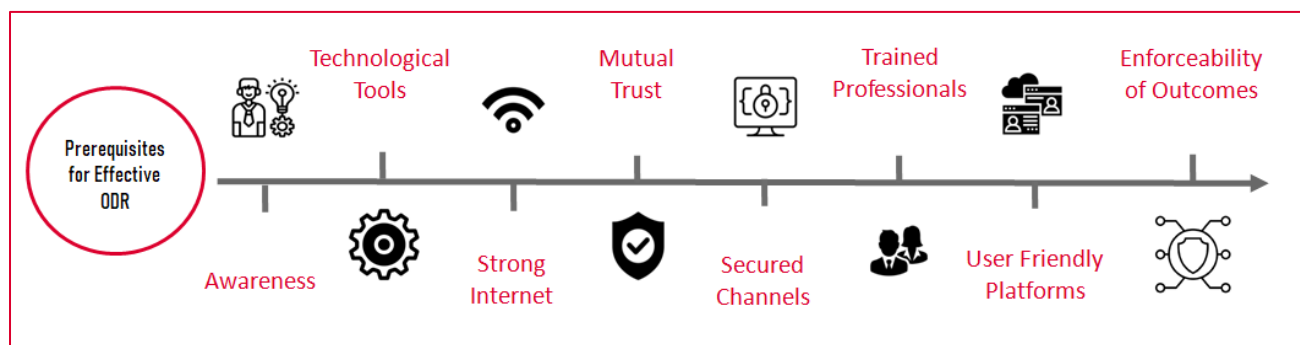 Prerequisites
for Effective
ODR
Awareness
Technological
Tools
Strong
Internet
Mutual
Trust
Secured
Channels
Trained
Professionals
User Friendly
Platforms
Enforceability
of Outcomes